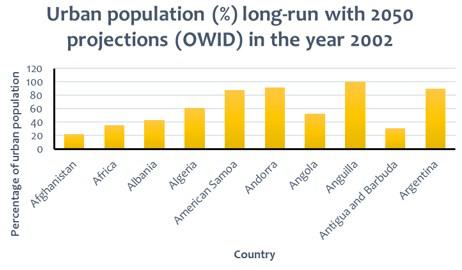 Urban population (%) long-run with 2050
projections (OWID) in the year 2002
Percentage of urban population
120
100
80
60
40
20
0
Afghanistan
Africa
Albania
Algeria
American Samoa
Andorra
Angola
Anguilla
Antigua and Barbuda
Argentina
Country